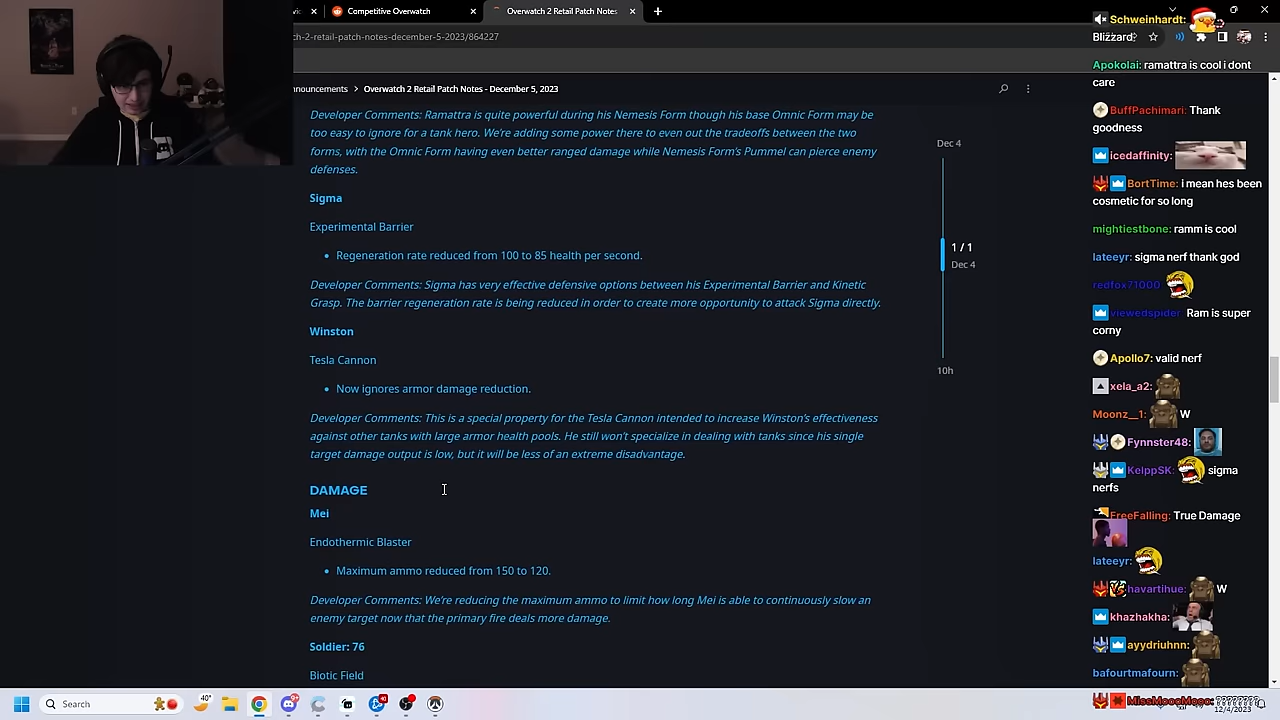 Competitive Overwatch
Overwatch 2 Retail Patch Notes
ch-2-retail-patch-notes-december-5-2023/864227
nnouncements > Overwatch 2 Retail Patch Notes - December 5, 2023
Developer Comments: Ramattra is quite powerful during his Nemesis Form though his base Omnic Form may be
too easy to ignore for a tank hero. We're adding some power there to even out the tradeoffs between the two
forms, with the Omnic Form having even better ranged damage while Nemesis Form's Pummel can pierce enemy
defenses.
Sigma
Experimental Barrier
• Regeneration rate reduced from 100 to 85 health per second.
Developer Comments: Sigma has very effective defensive options between his Experimental Barrier and Kinetic
Grasp. The barrier regeneration rate is being reduced in order to create more opportunity to attack Sigma directly.
Winston
Tesla Cannon
• Now ignores armor damage reduction.
Developer Comments: This is a special property for the Tesla Cannon intended to increase Winston's effectiveness
against other tanks with large armor health pools. He still won't specialize in dealing with tanks since his single
target damage output is low, but it will be less of an extreme disadvantage.
DAMAGE
Mei
Endothermic Blaster
• Maximum ammo reduced from 150 to 120.
Developer Comments: We're reducing the maximum ammo to limit how long Mei is able to continuously slow an
enemy target now that the primary fire deals more damage.
Soldier: 76
Biotic Field
Dec 4
1 / 1
Dec 4
10h
Schweinhardt:
Blizzard:
Apokolai: ramattra is cool i dont
care
BuffPachimari: Thank
goodness
icedaffinity:
BortTime: i mean hes been
cosmetic for so long
mightiestbone: ramm is cool
lateeyr: sigma nerf thank god
redfox71000:
viewedspider: Ram is super
corny
Apollo7: valid nerf
xela_a2:
Moonz__1: W
Fynnster48:
KelppSK: sigma
nerfs
FreeFalling: True Damage
lateeyr:
havartihue: W
khazhakha:
ayydriuhnn:
bafourtmafourn:
MissMoooMooo:
Search
40°
12/4/2023